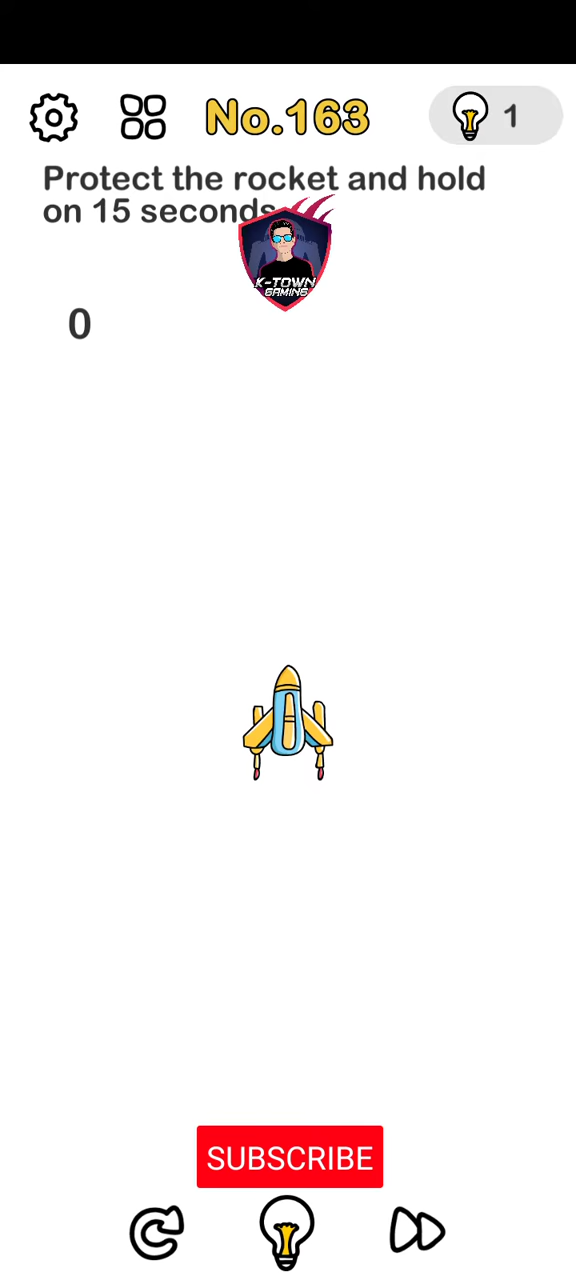 No.163
1
Protect the rocket and hold
on 15 seconds
K-TOWN
GAMING
0
SUBSCRIBE